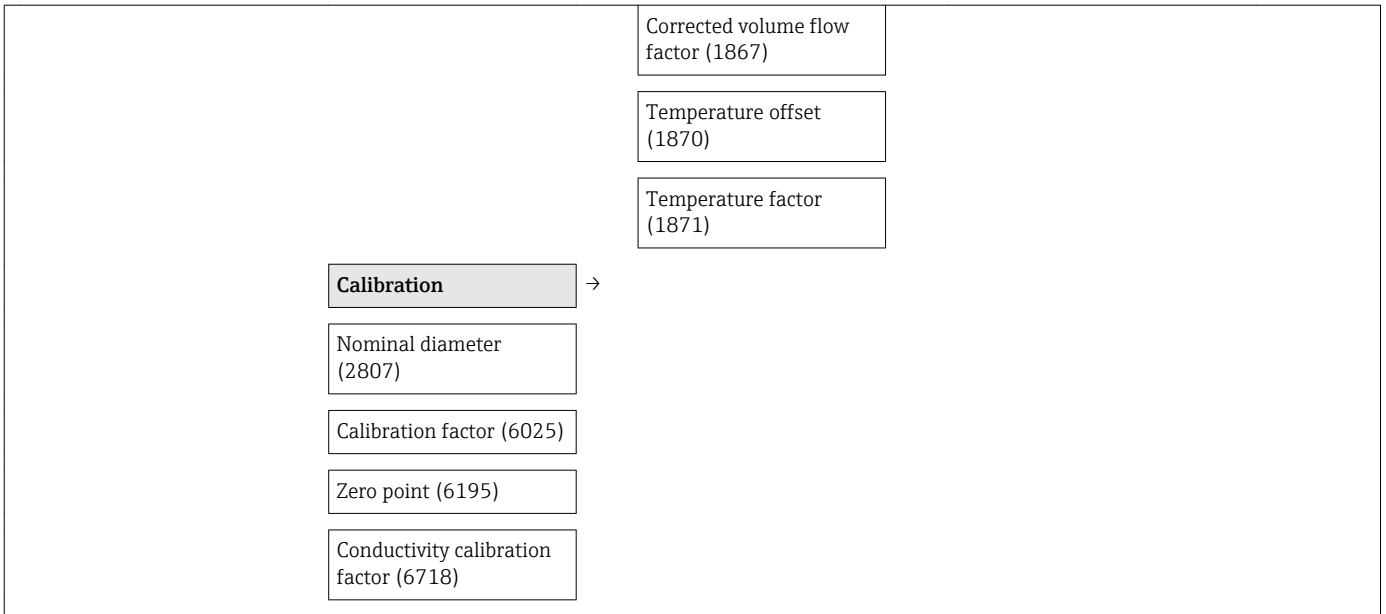 Corrected volume flow
factor (1867)
Temperature offset
(1870)
Temperature factor
(1871)
Calibration →
Nominal diameter
(2807)
Calibration factor (6025)
Zero point (6195)
Conductivity calibration
factor (6718)